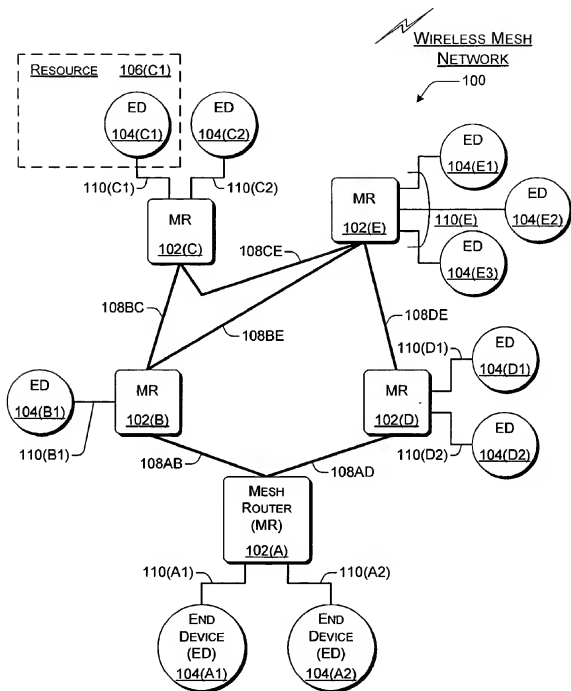 WIRELESS MESH
NETWORK
100
RESOURCE 106(C1)
ED
104(C1)
ED
104(C2)
ED
104(E1)
110(C1)
110(C2)
MR
102(C)
MR
102(E)
110(E)
ED
104(E2)
ED
104(E3)
108CE
108BC
108BE
108DE
110(D1)
ED
104(D1)
ED
104(B1)
MR
102(B)
MR
102(D)
110(B1)
110(D2)
ED
104(D2)
108AB
108AD
MESH
ROUTER
(MR)
102(A)
110(A1)
110(A2)
END
DEVICE
(ED)
104(A1)
END
DEVICE
(ED)
104(A2)